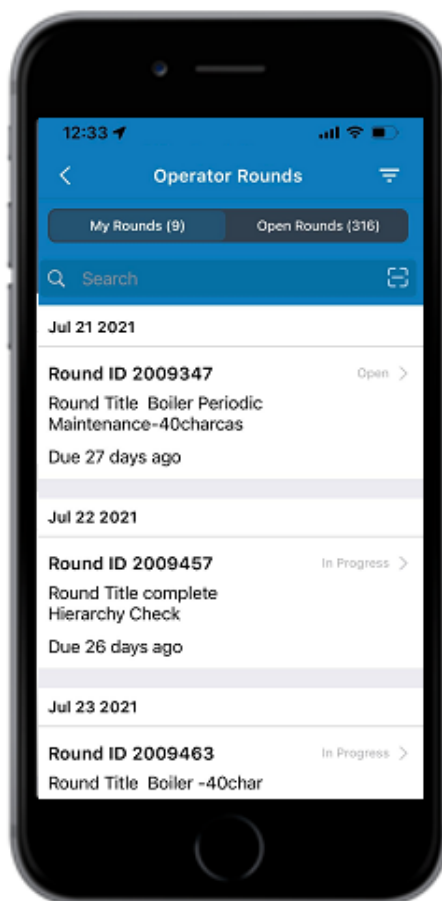 12:33
Operator Rounds
My Rounds (9) Open Rounds (316)
Search
Jul 21 2021
Round ID 2009347 Open
Round Title Boiler Periodic
Maintenance-40charcas
Due 27 days ago
Jul 22 2021
Round ID 2009457 In Progress
Round Title complete
Hierarchy Check
Due 26 days ago
Jul 23 2021
Round ID 2009463 In Progress
Round Title Boiler -40char